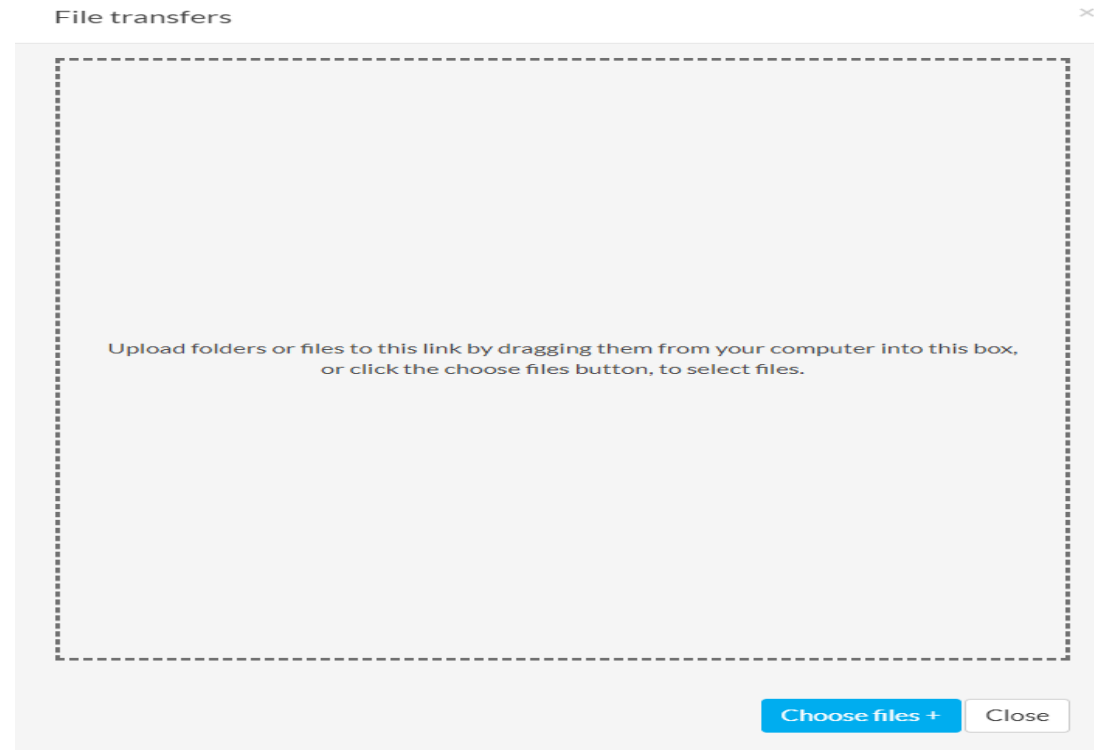 File transfers
Upload folders or files to this link by dragging them from your computer into this box,
or click the choose files button, to select files.
Choose files +
Close